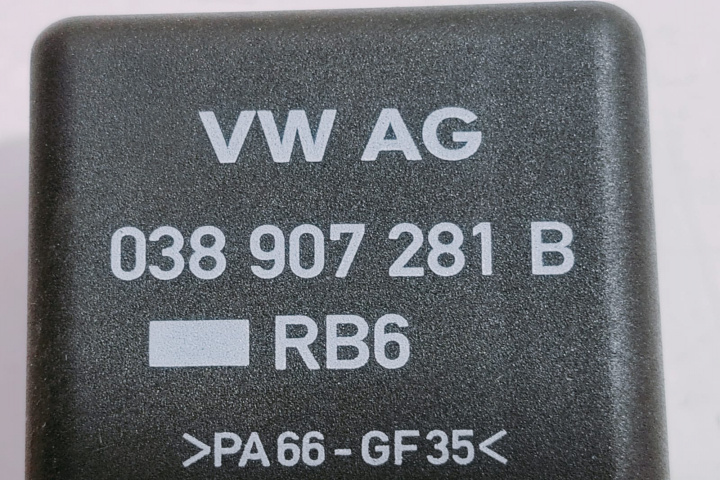 VW AG
038 907 281 B
RB6
>PA66-GF35<